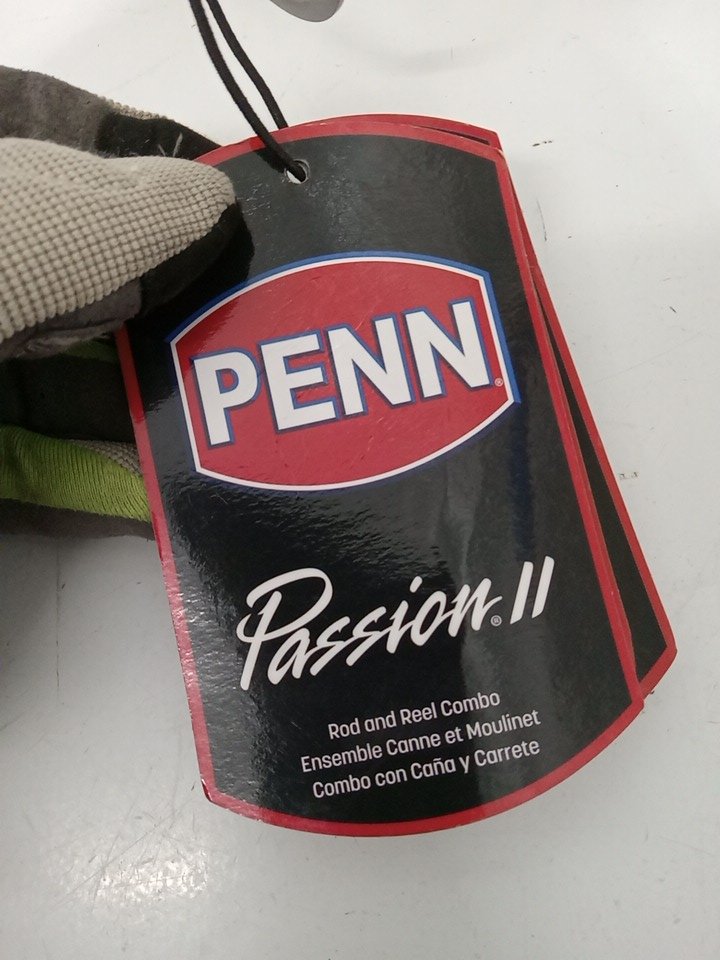 PENN®
Passion® II
Rod and Reel Combo
Ensemble Canne et Moulinet
Combo con Caña y Carrete